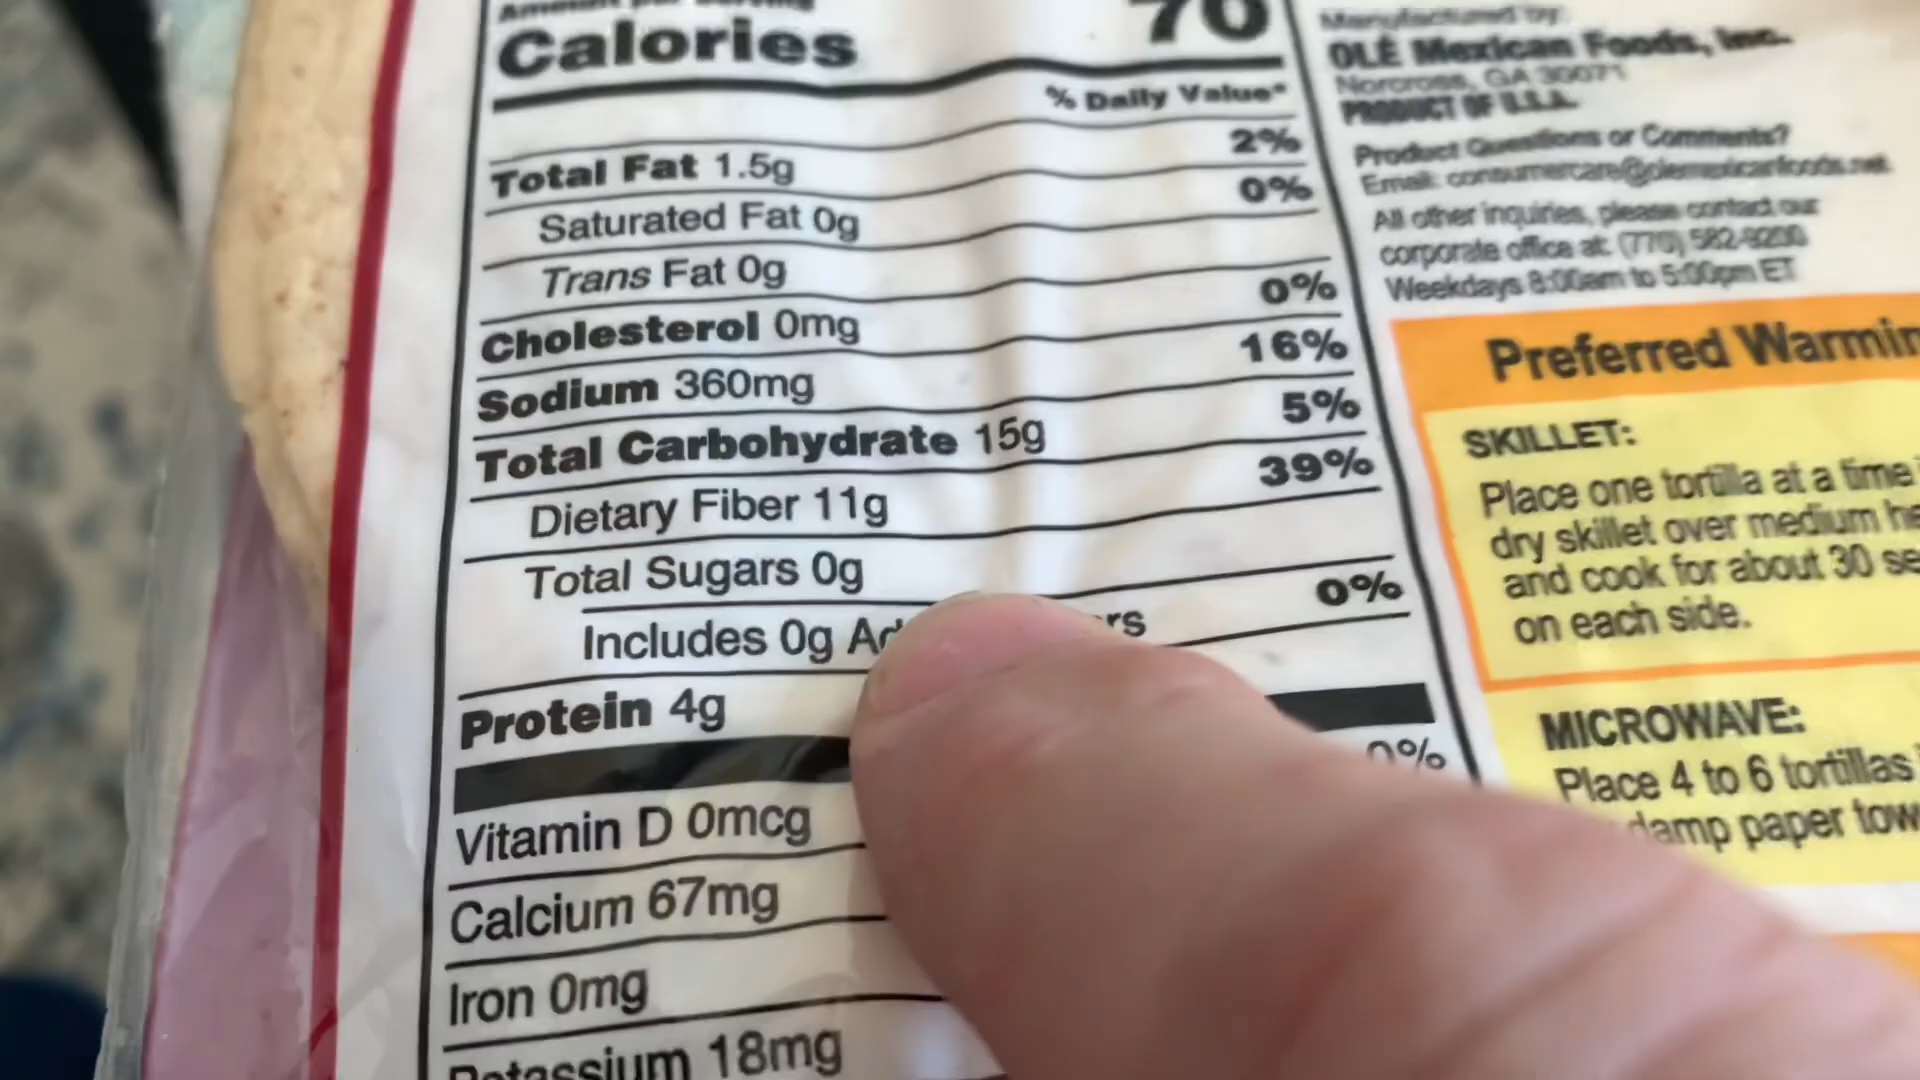 Amount per serving
Calories 70
% Daily Value*
Total Fat 1.5g 2%
Saturated Fat 0g 0%
Trans Fat 0g
Cholesterol 0mg 0%
Sodium 360mg 16%
Total Carbohydrate 15g 5%
Dietary Fiber 11g 39%
Total Sugars 0g
Includes 0g 0%
Protein 4g
Vitamin D 0mcg 0%
Calcium 67mg
Iron 0mg
Potassium 18mg
Manufactured by:
OLÉ Mexican Foods, Inc.
Norcross, GA 30071
PRODUCT OF U.S.A.
Product Questions or Comments?
Email: consumercare@olemexicanfoods.net
All other inquiries, please contact our
corporate office at: (770) 582-9200
Weekdays 8:00am to 5:00pm ET
Preferred
SKILLET:
Place one tortilla at a time
dry skillet over medium
and cook for about 30
on each side.
MICROWAVE:
Place 4 to 6 tortillas
damp paper